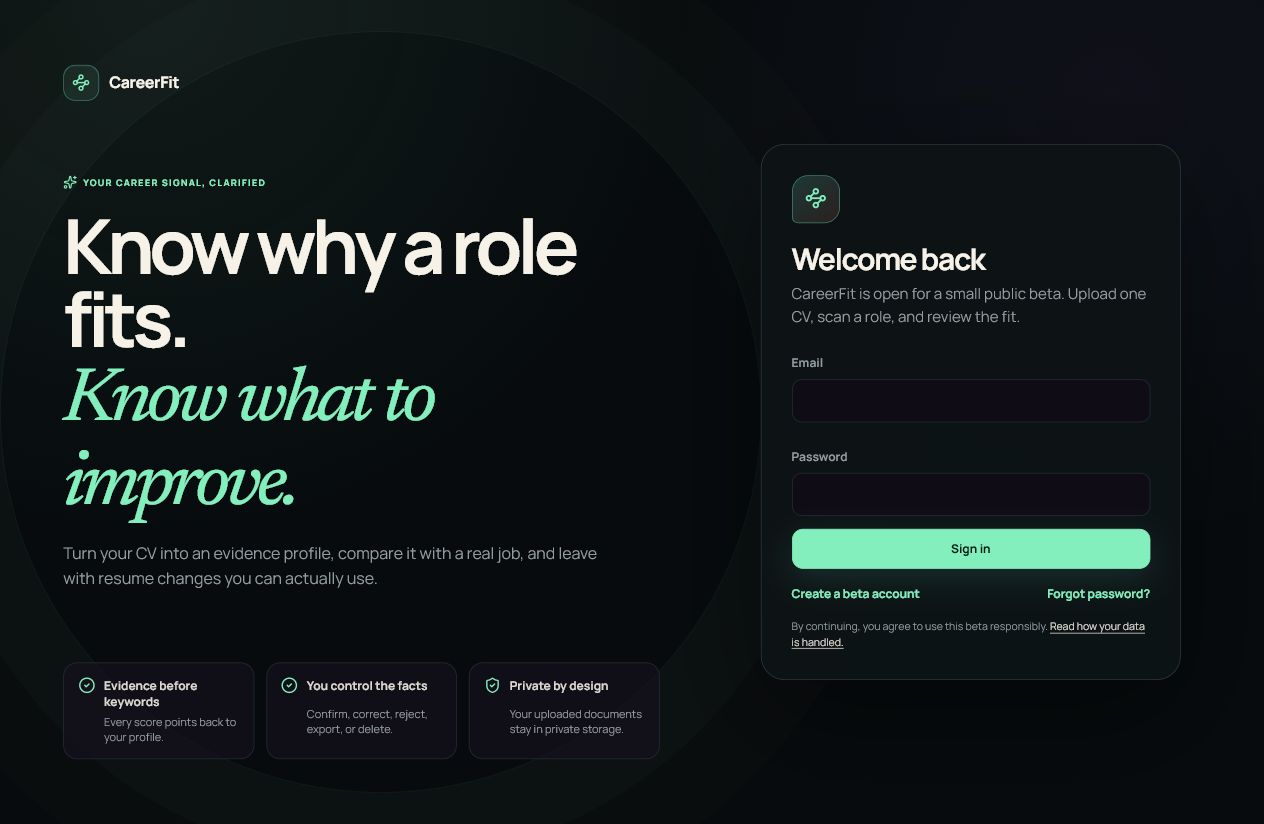 CareerFit
YOUR CAREER SIGNAL, CLARIFIED
Know why a role
fits.
Know what to
improve.
Turn your CV into an evidence profile, compare it with a real job, and leave
with resume changes you can actually use.
Evidence before
keywords
Every score points back to
your profile.
You control the facts
Confirm, correct, reject,
export, or delete.
Private by design
Your uploaded documents
stay in private storage.
Welcome back
CareerFit is open for a small public beta. Upload one
CV, scan a role, and review the fit.
Email
Password
Sign in
Create a beta account
Forgot password?
By continuing, you agree to use this beta responsibly. Read how your data
is handled.